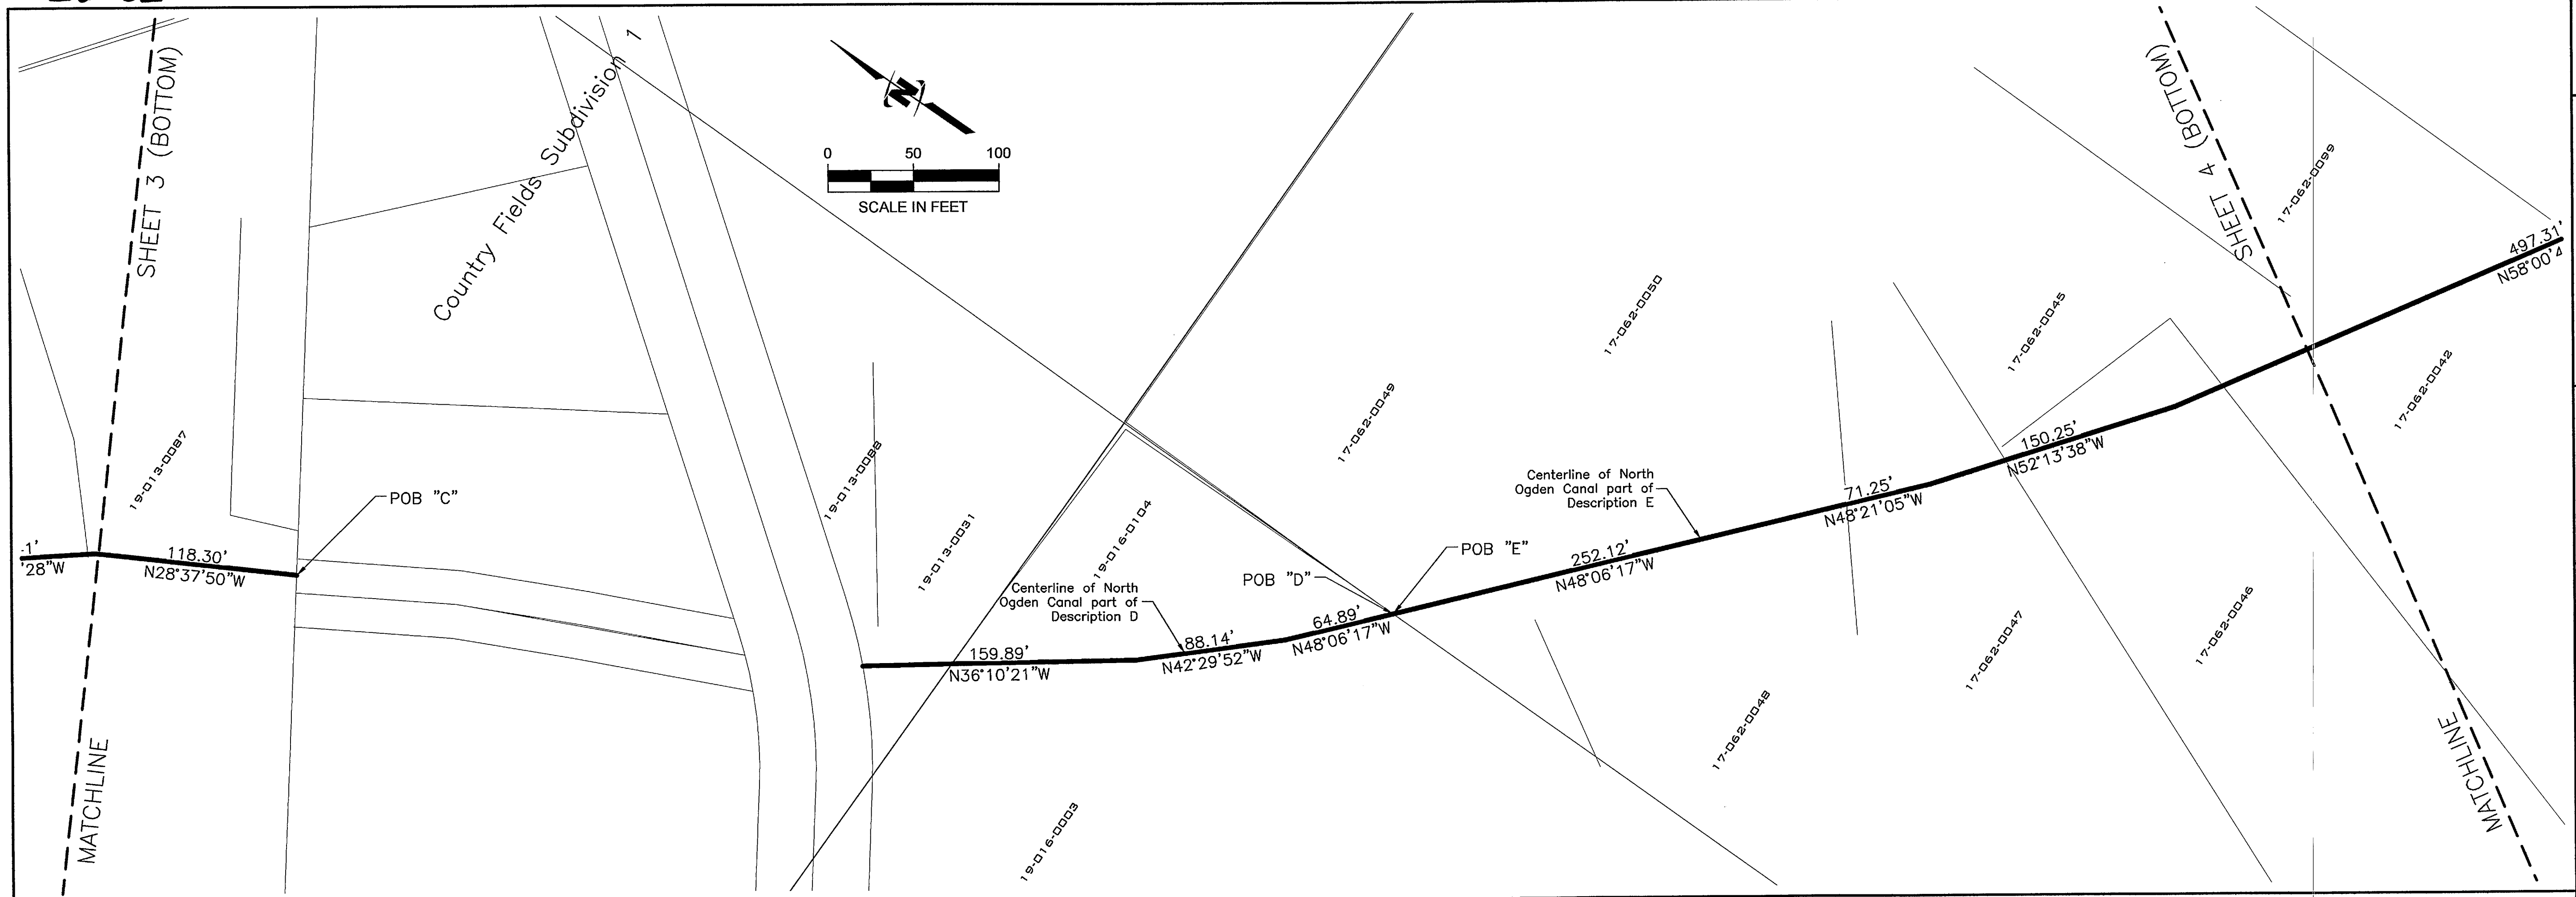 SHEET 3 (BOTTOM)
MATCHLINE
Country Fields Subdivision 1
N
0 50 100
SCALE IN FEET
SHEET 4 (BOTTOM)
MATCHLINE
19-013-0087
POB "C"
.1'
'28"W
118.30'
N28°37'50"W
19-013-0088
19-013-0031
19-016-0104
19-016-0003
Centerline of North
Ogden Canal part of
Description D
159.89'
N36°10'21"W
88.14'
N42°29'52"W
64.89'
N48°06'17"W
POB "D"
POB "E"
17-062-0049
17-062-0050
Centerline of North
Ogden Canal part of
Description E
252.12'
N48°06'17"W
71.25'
N48°21'05"W
150.25'
N52°13'38"W
17-062-0045
17-062-0099
497.31'
N58°00'4
17-062-0042
17-062-0048
17-062-0047
17-062-0046